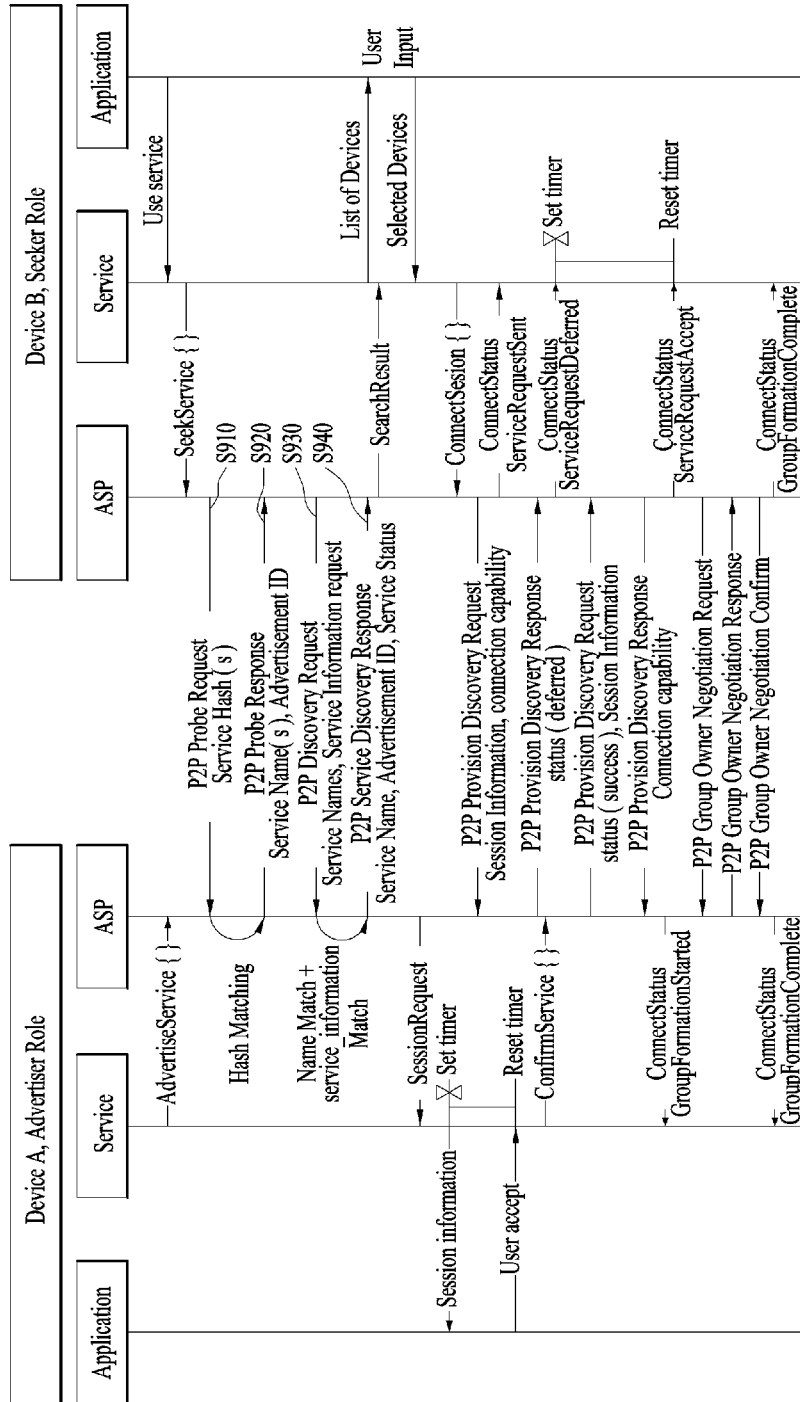 Device A, Advertiser Role
Device B, Seeker Role
Application
Service
ASP
ASP
Service
Application
AdvertiseService { }
Use service
SeekService { }
P2P Probe Request
Service Hash ( s )
S910
Hash Matching
P2P Probe Response
Service Name( s ), Advertisement ID
S920
P2P Discovery Request
Service Names, Service Information request
S930
Name Match +
service_information
Match
P2P Service Discovery Response
Service Name, Advertisement ID, Service Status
S940
SearchResult
List of Devices
User
Input
Selected Devices
ConnectSesion { }
SessionRequest
P2P Provision Discovery Request
Session Information, connection capability
ConnectStatus
ServiceRequestSent
Session information
Set timer
P2P Provision Discovery Response
status ( deferred )
ConnectStatus
ServiceRequestDeferred
Set timer
User accept
Reset timer
ConfirmService { }
P2P Provision Discovery Request
status ( success ), Session Information
P2P Provision Discovery Response
Connection capability
ConnectStatus
GroupFormationStarted
ConnectStatus
ServiceRequestAccept
Reset timer
P2P Group Owner Negotiation Request
P2P Group Owner Negotiation Response
P2P Group Owner Negotiation Confirm
ConnectStatus
GroupFormationComplete
ConnectStatus
GroupFormationComplete